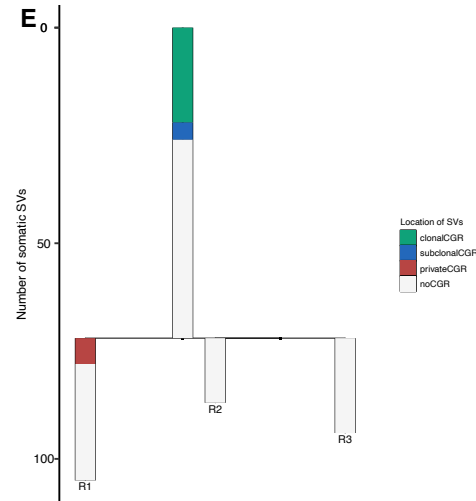 E
0
50
100
Number of somatic SVs
R1
R2
R3
Location of SVs
clonalCGR
subclonalCGR
privateCGR
noCGR